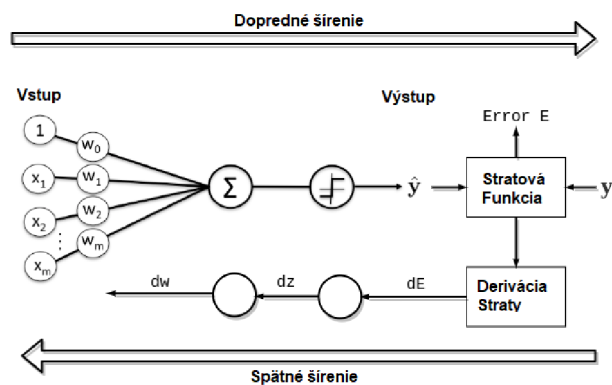 Dopredné šírenie
Vstup
Výstup
Error E
1
w₀
x₁
w₁
x₂
w₂
⋮
xₘ
wₘ
Σ
ŷ
Stratová
Funkcia
y
dw
dz
dE
Derivácia
Straty
Spätné šírenie